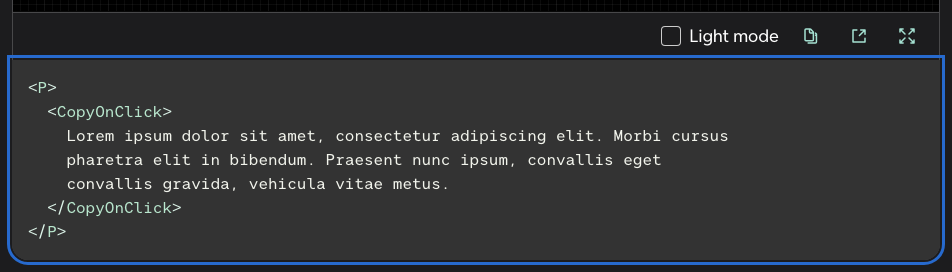 Light mode
<P>
<CopyOnClick>
Lorem ipsum dolor sit amet, consectetur adipiscing elit. Morbi cursus
pharetra elit in bibendum. Praesent nunc ipsum, convallis eget
convallis gravida, vehicula vitae metus.
</CopyOnClick>
</P>